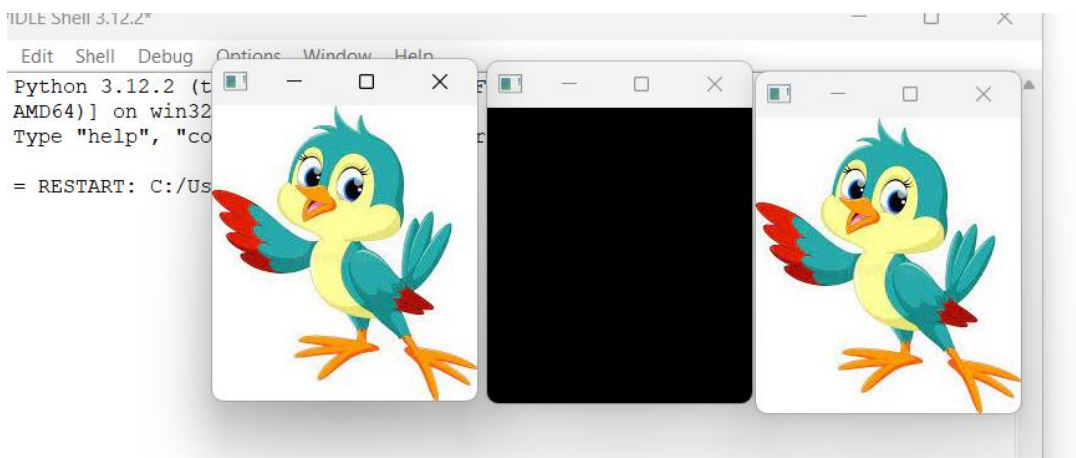 IDLE Shell 3.12.2*
Edit Shell Debug Options Window Help
Python 3.12.2 (t
AMD64)] on win32
Type "help", "co
= RESTART: C:/Us